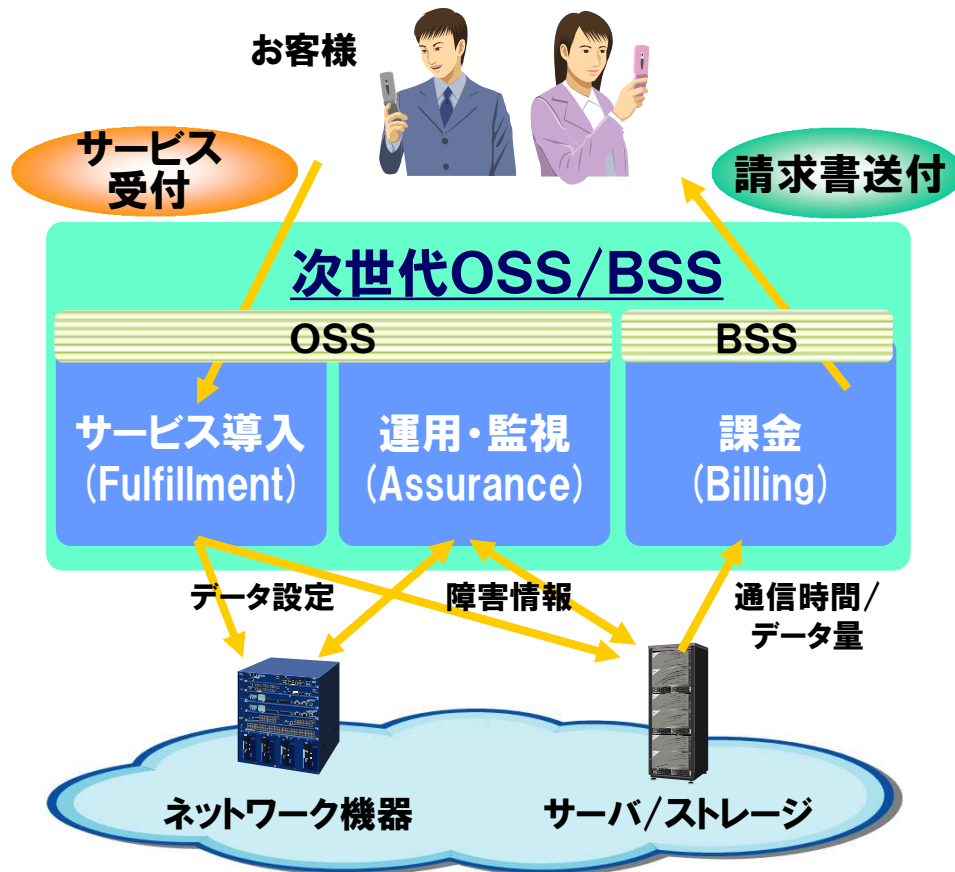 お客様
サービス
受付
請求書送付
次世代OSS/BSS
OSS
BSS
サービス導入
(Fulfillment)
運用・監視
(Assurance)
課金
(Billing)
データ設定
障害情報
通信時間/
データ量
ネットワーク機器
サーバ/ストレージ